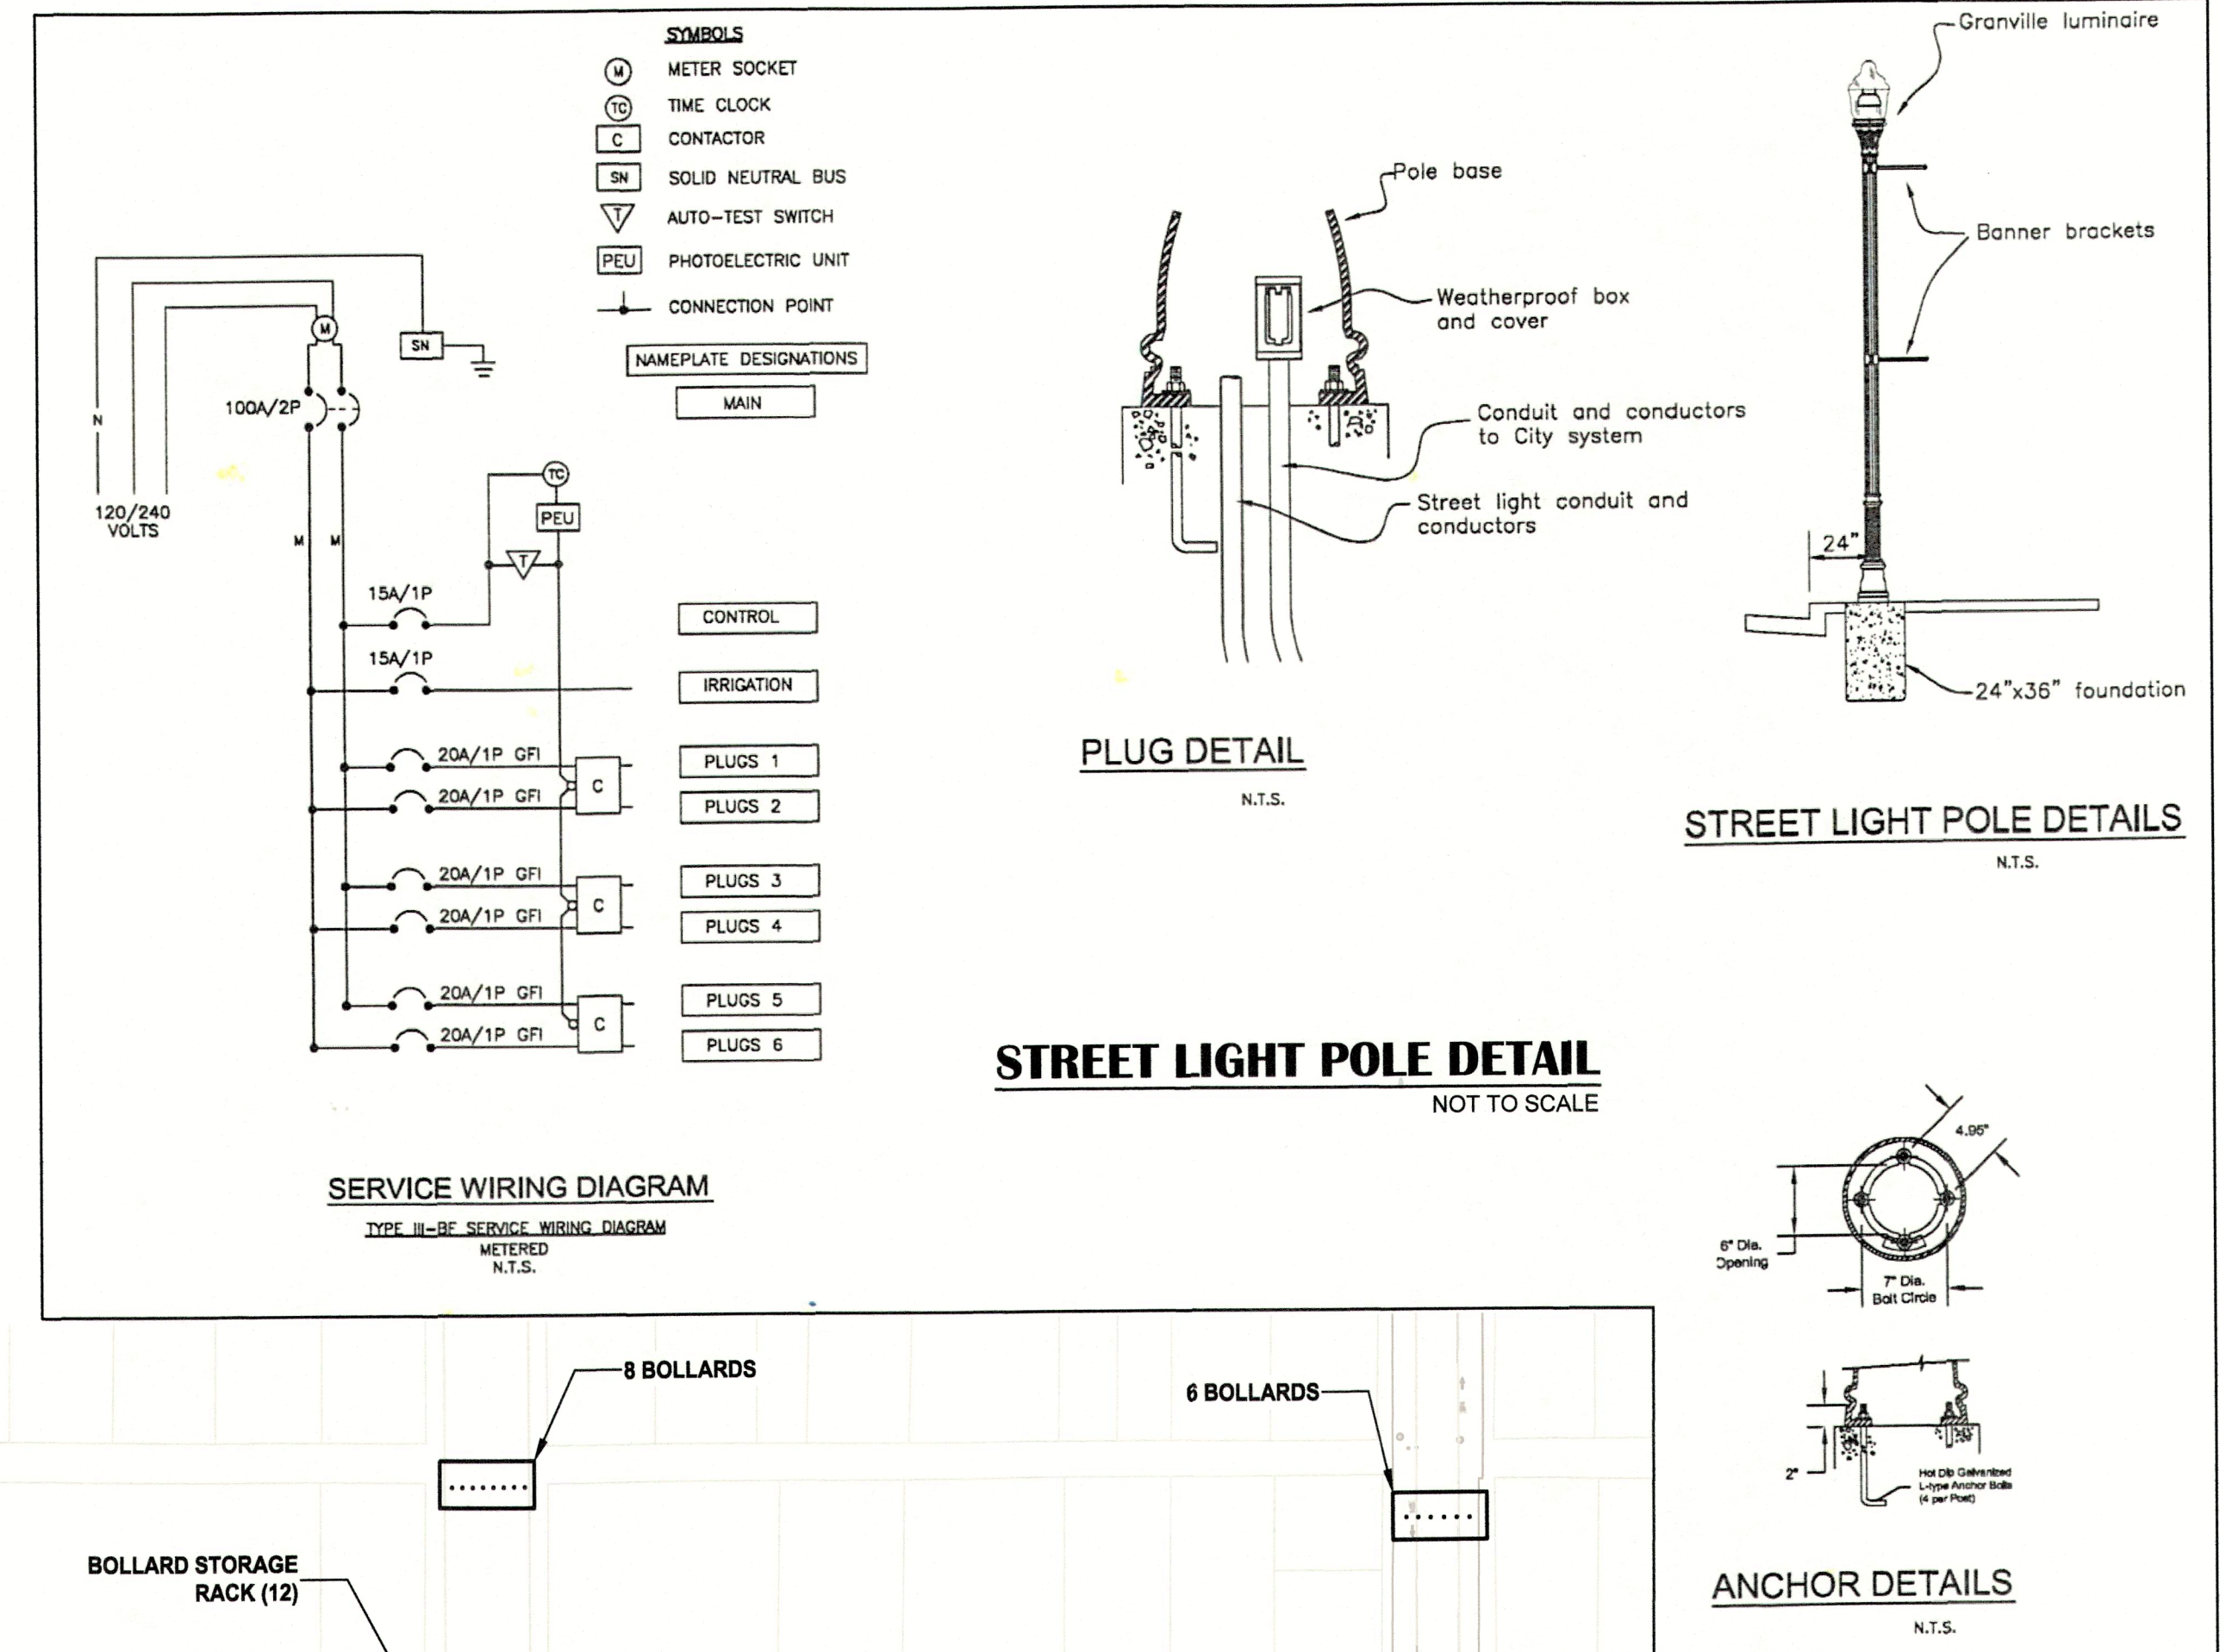 SYMBOLS
M METER SOCKET
TC TIME CLOCK
C CONTACTOR
SN SOLID NEUTRAL BUS
T AUTO-TEST SWITCH
PEU PHOTOELECTRIC UNIT
CONNECTION POINT
NAMEPLATE DESIGNATIONS
MAIN
M
SN
100A/2P
N
120/240
VOLTS
M M
TC
PEU
T
15A/1P
CONTROL
15A/1P
IRRIGATION
20A/1P GFI
PLUGS 1
C
20A/1P GFI
PLUGS 2
20A/1P GFI
PLUGS 3
C
20A/1P GFI
PLUGS 4
20A/1P GFI
PLUGS 5
C
20A/1P GFI
PLUGS 6
SERVICE WIRING DIAGRAM
TYPE III-BF SERVICE WIRING DIAGRAM
METERED
N.T.S.
Pole base
Weatherproof box
and cover
Conduit and conductors
to City system
Street light conduit and
conductors
PLUG DETAIL
N.T.S.
Granville luminaire
Banner brackets
24"
24"x36" foundation
STREET LIGHT POLE DETAILS
N.T.S.
STREET LIGHT POLE DETAIL
NOT TO SCALE
4.95"
6" Dia.
Opening
7" Dia.
Bolt Circle
2"
Hot Dip Galvanized
L-type Anchor Bolts
(4 per Post)
ANCHOR DETAILS
N.T.S.
8 BOLLARDS
6 BOLLARDS
BOLLARD STORAGE
RACK (12)